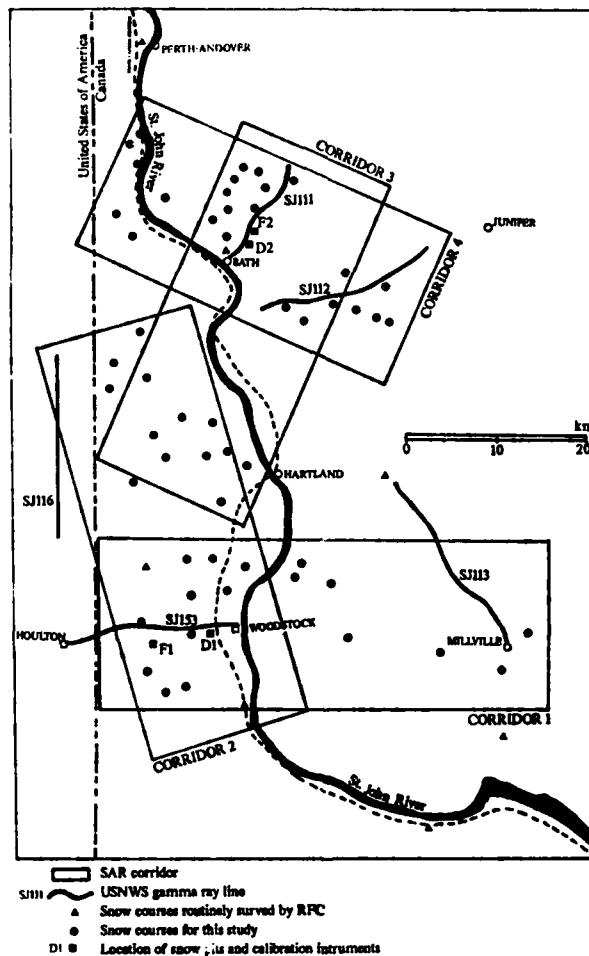 PERTH-ANDOVER
United States of America
Canada
St. John River
CORRIDOR 3
SJ111
JUNIPER
F2
D2
BATH
CORRIDOR 4
SJ112
km
0 10 20
HARTLAND
SJ116
SJ113
SJ153
WOODSTOCK
HOULTON
F1
D1
MILLVILLE
CORRIDOR 1
CORRIDOR 2
St. John River
SAR corridor
SJ111 USNWS gamma ray line
Snow courses routinely surved by RFC
Snow courses for this study
D1 Location of snow pits and calibration intruments